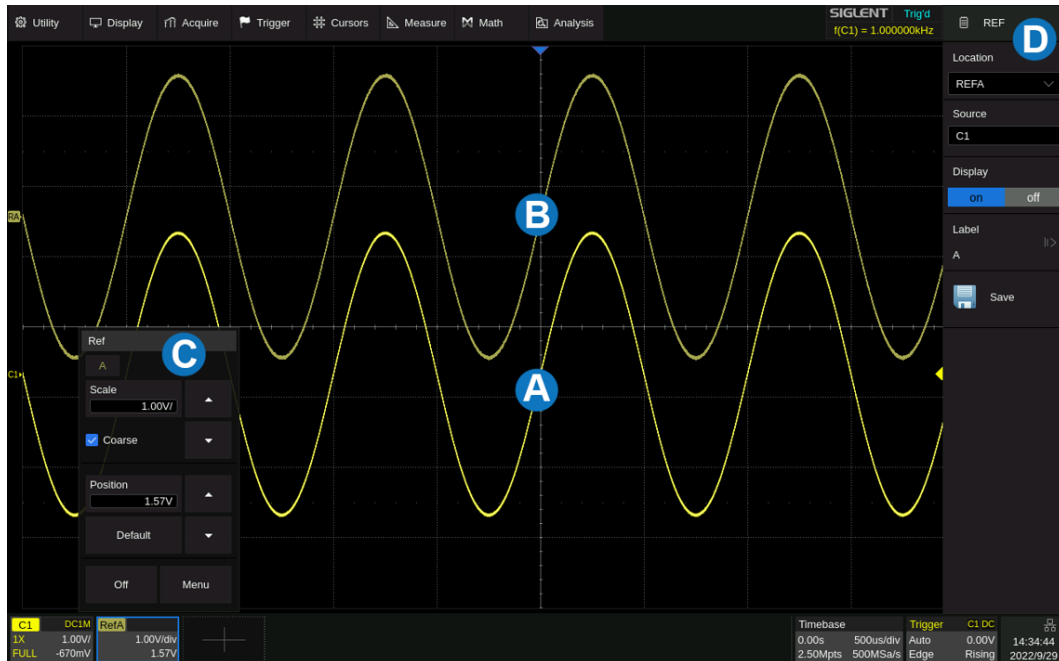 Utility Display Acquire Trigger Cursors Measure Math Analysis
SIGLENT Trig'd
f(C1) = 1.000000kHz
REF
D
Location
REFA
Source
C1
Display
on off
Label
A
Save
RA
B
C1
A
Ref
C
A
Scale
1.00V/
Coarse
Position
1.57V
Default
Off Menu
C1 DC1M
1X 1.00V/
FULL -670mV
RefA
1.00V/div
1.57V
Timebase
0.00s 500us/div
2.50Mpts 500MSa/s
Trigger C1 DC
Auto 0.00V
Edge Rising
14:34:44
2022/9/29